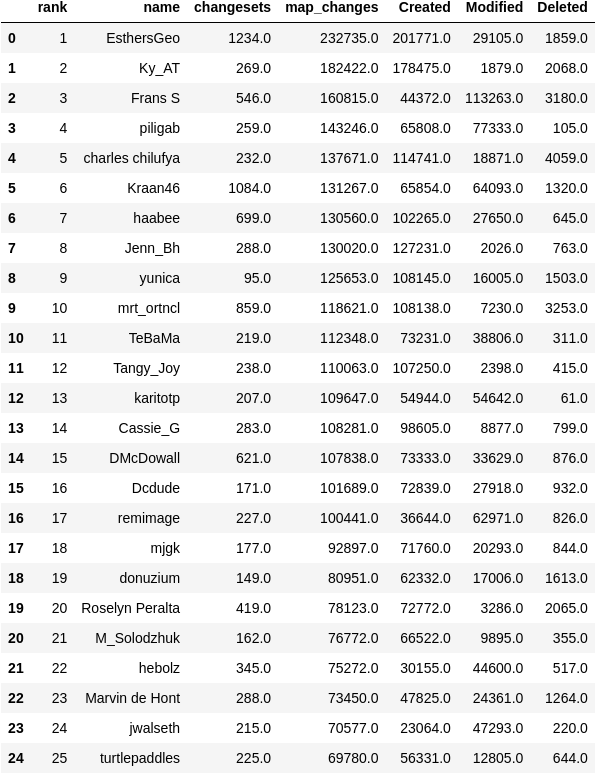 rank name changesets map_changes Created Modified Deleted
0 1 EsthersGeo 1234.0 232735.0 201771.0 29105.0 1859.0
1 2 Ky_AT 269.0 182422.0 178475.0 1879.0 2068.0
2 3 Frans S 546.0 160815.0 44372.0 113263.0 3180.0
3 4 piligab 259.0 143246.0 65808.0 77333.0 105.0
4 5 charles chilufya 232.0 137671.0 114741.0 18871.0 4059.0
5 6 Kraan46 1084.0 131267.0 65854.0 64093.0 1320.0
6 7 haabee 699.0 130560.0 102265.0 27650.0 645.0
7 8 Jenn_Bh 288.0 130020.0 127231.0 2026.0 763.0
8 9 yunica 95.0 125653.0 108145.0 16005.0 1503.0
9 10 mrt_ortncl 859.0 118621.0 108138.0 7230.0 3253.0
10 11 TeBaMa 219.0 112348.0 73231.0 38806.0 311.0
11 12 Tangy_Joy 238.0 110063.0 107250.0 2398.0 415.0
12 13 karitotp 207.0 109647.0 54944.0 54642.0 61.0
13 14 Cassie_G 283.0 108281.0 98605.0 8877.0 799.0
14 15 DMcDowall 621.0 107838.0 73333.0 33629.0 876.0
15 16 Dcdude 171.0 101689.0 72839.0 27918.0 932.0
16 17 remimage 227.0 100441.0 36644.0 62971.0 826.0
17 18 mjgk 177.0 92897.0 71760.0 20293.0 844.0
18 19 donuzium 149.0 80951.0 62332.0 17006.0 1613.0
19 20 Roselyn Peralta 419.0 78123.0 72772.0 3286.0 2065.0
20 21 M_Solodzhuk 162.0 76772.0 66522.0 9895.0 355.0
21 22 hebolz 345.0 75272.0 30155.0 44600.0 517.0
22 23 Marvin de Hont 288.0 73450.0 47825.0 24361.0 1264.0
23 24 jwalseth 215.0 70577.0 23064.0 47293.0 220.0
24 25 turtlepaddles 225.0 69780.0 56331.0 12805.0 644.0